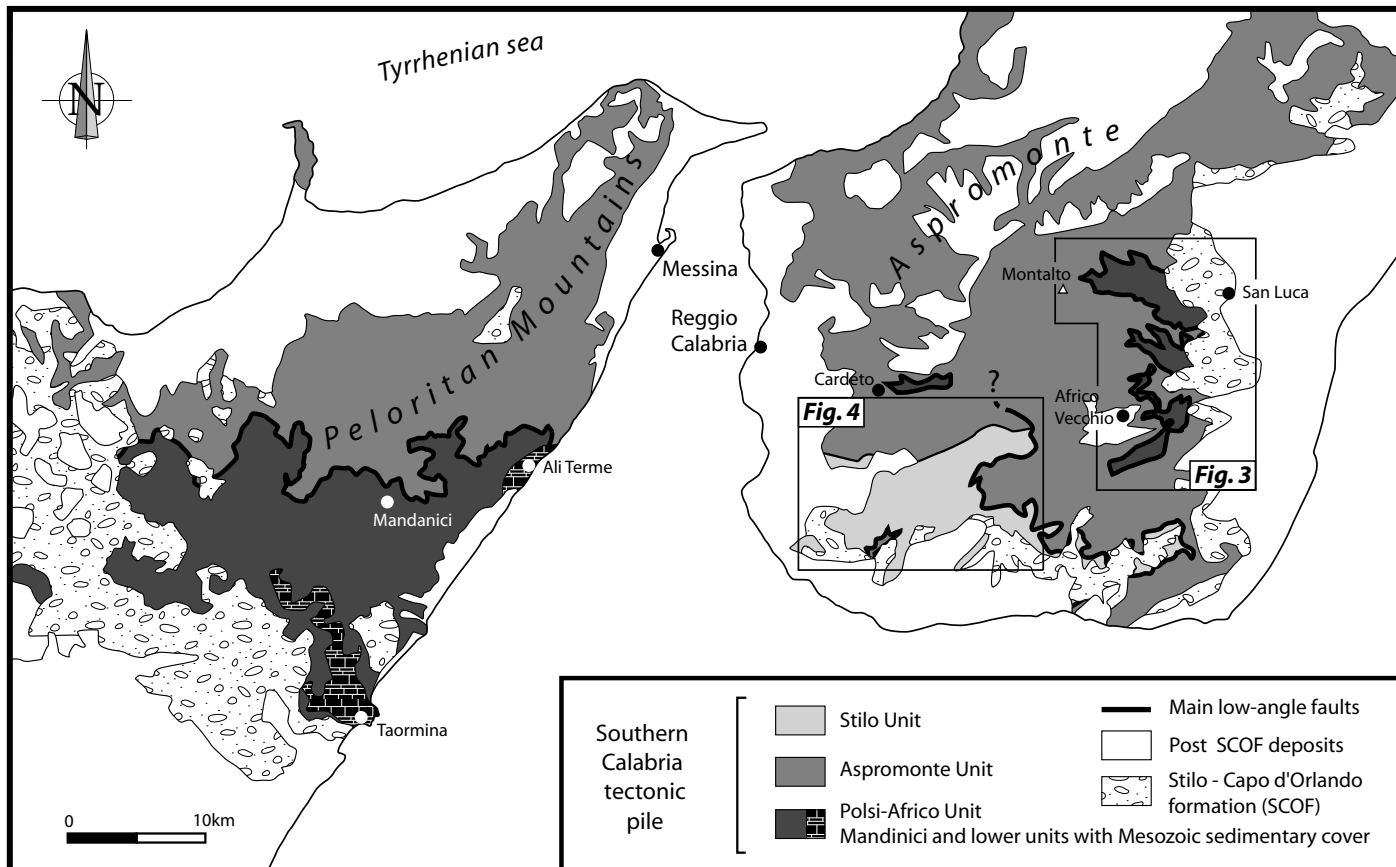 Tyrrhenian sea
N
Peloritan Mountains
Aspromonte
Messina
Reggio
Calabria
Montalto
San Luca
Cardeto
?
Africo
Vecchio
Fig. 4
Fig. 3
Ali Terme
Mandanici
Taormina
0
10km
Southern
Calabria
tectonic
pile
Stilo Unit
Aspromonte Unit
Polsi-Africo Unit
Mandinici and lower units with Mesozoic sedimentary cover
Main low-angle faults
Post SCOF deposits
Stilo - Capo d'Orlando
formation (SCOF)